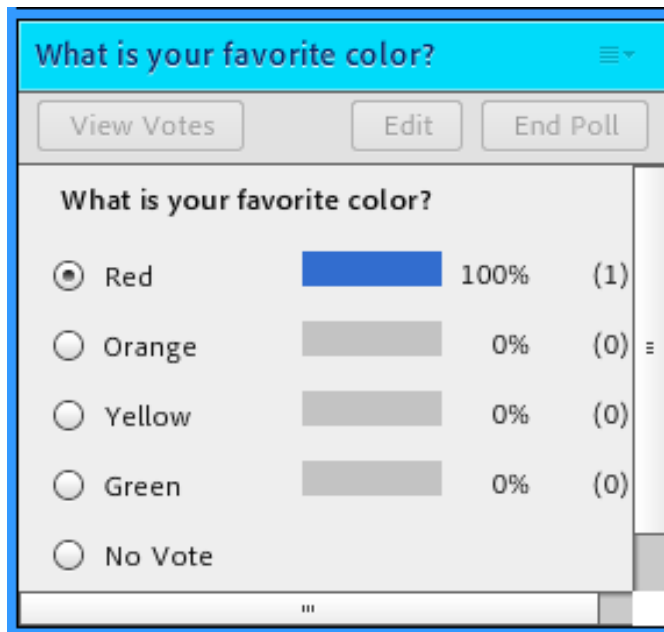 What is your favorite color?
View Votes Edit End Poll
What is your favorite color?
Red 100% (1)
Orange 0% (0)
Yellow 0% (0)
Green 0% (0)
No Vote